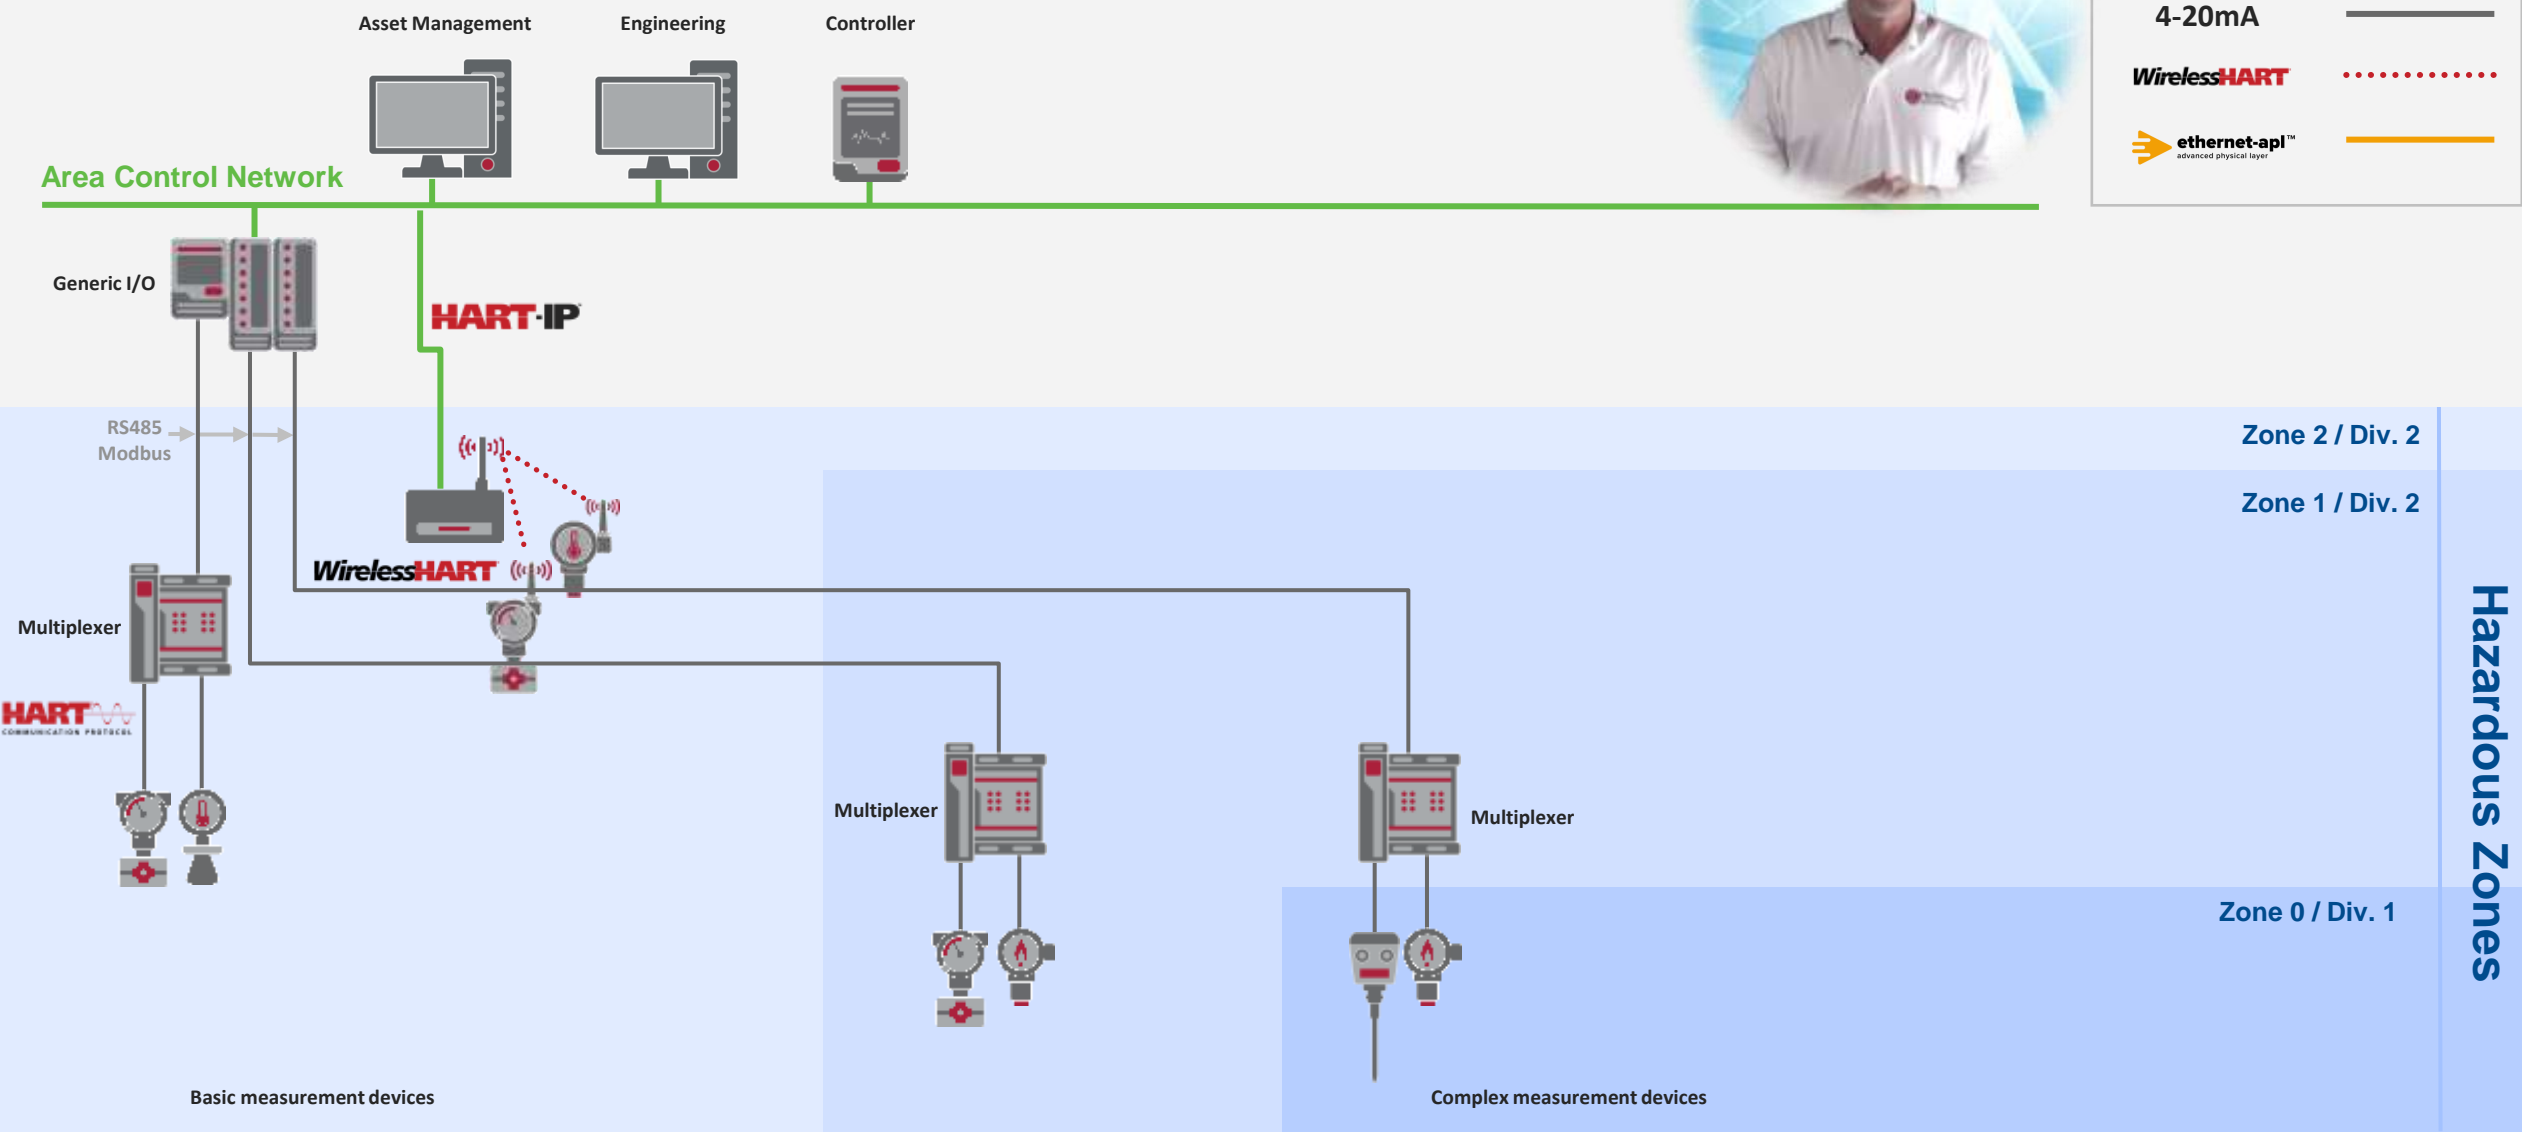 Asset Management
Engineering
Controller
4-20mA
WirelessHART
ethernet-apl™
advanced physical layer
Area Control Network
Generic I/O
HART-IP
RS485
Modbus
Zone 2 / Div. 2
Zone 1 / Div. 2
WirelessHART
Multiplexer
HART
COMMUNICATION PROTOCOL
Multiplexer
Multiplexer
Zone 0 / Div. 1
Hazardous Zones
Basic measurement devices
Complex measurement devices